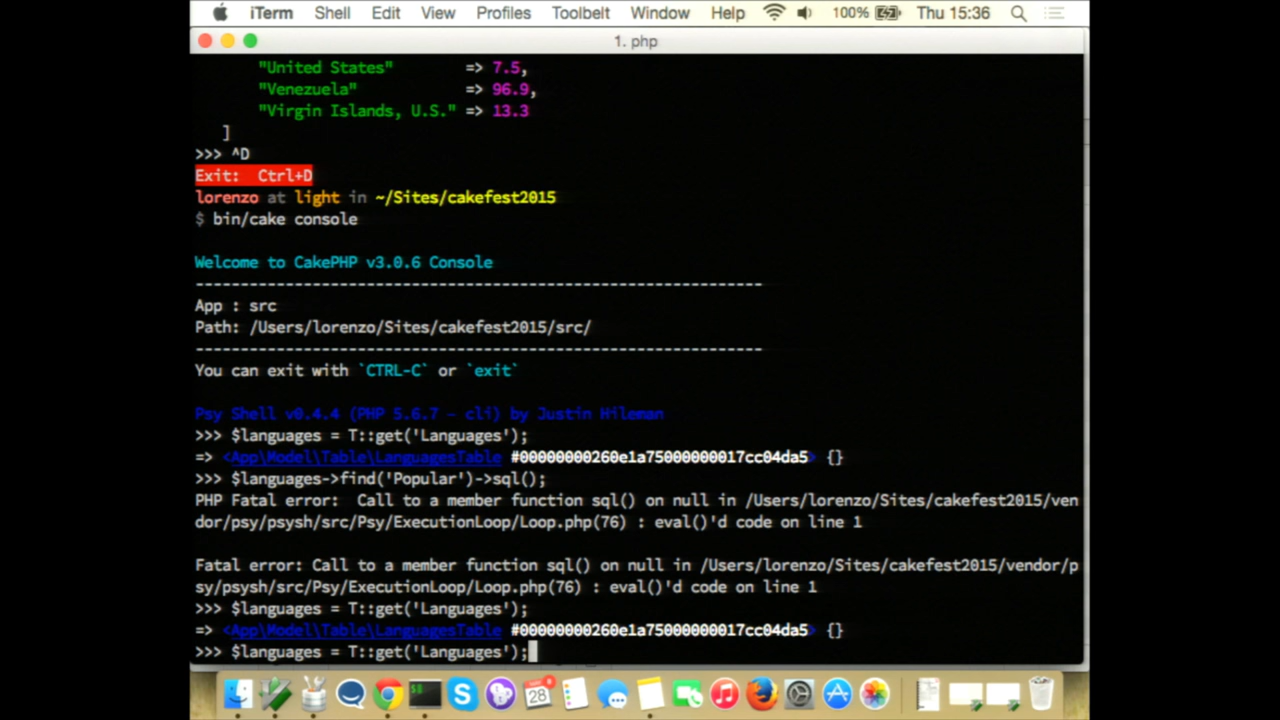 iTerm Shell Edit View Profiles Toolbelt Window Help 100% Thu 15:36
1. php
"United States" => 7.5,
"Venezuela" => 96.9,
"Virgin Islands, U.S." => 13.3
]
>>> ^D
Exit: Ctrl+D
lorenzo at light in ~/Sites/cakefest2015
$ bin/cake console
Welcome to CakePHP v3.0.6 Console
---------------------------------------------------------------
App : src
Path: /Users/lorenzo/Sites/cakefest2015/src/
---------------------------------------------------------------
You can exit with `CTRL-C` or `exit`
Psy Shell v0.4.4 (PHP 5.6.7 – cli) by Justin Hileman
>>> $languages = T::get('Languages');
=> <App\Model\Table\LanguagesTable #00000000260e1a75000000017cc04da5> {}
>>> $languages->find('Popular')->sql();
PHP Fatal error:  Call to a member function sql() on null in /Users/lorenzo/Sites/cakefest2015/ven
dor/psy/psysh/src/Psy/ExecutionLoop/Loop.php(76) : eval()'d code on line 1
Fatal error: Call to a member function sql() on null in /Users/lorenzo/Sites/cakefest2015/vendor/p
sy/psysh/src/Psy/ExecutionLoop/Loop.php(76) : eval()'d code on line 1
>>> $languages = T::get('Languages');
=> <App\Model\Table\LanguagesTable #00000000260e1a75000000017cc04da5> {}
>>> $languages = T::get('Languages');
28